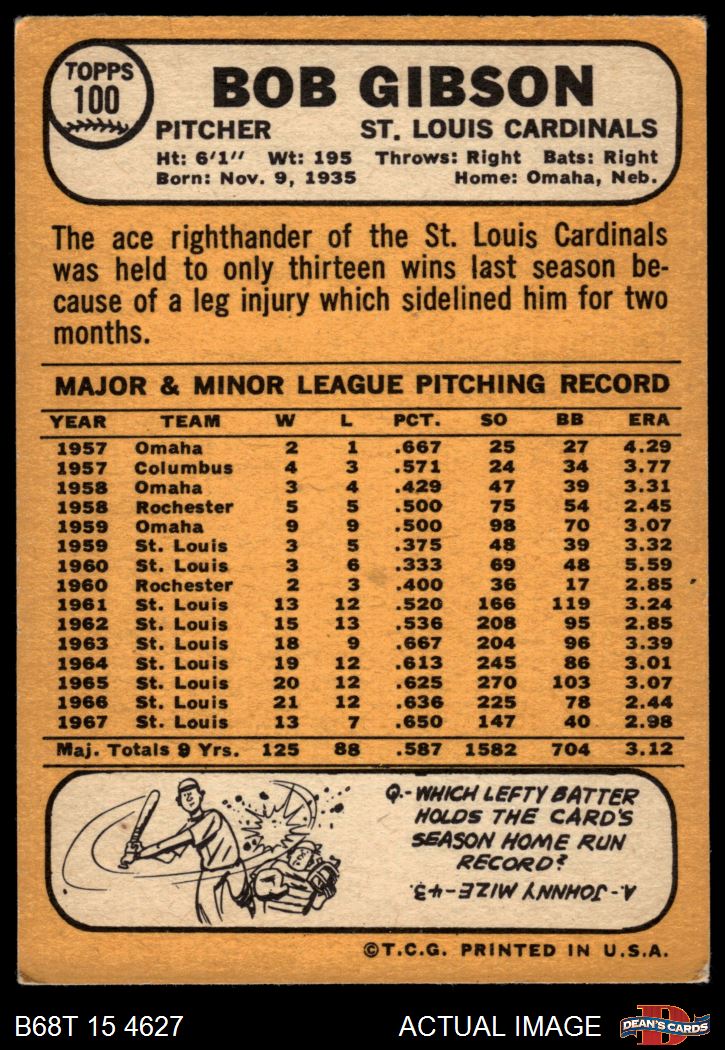 TOPPS
100
BOB GIBSON
PITCHER ST. LOUIS CARDINALS
Ht: 6'1" Wt: 195 Throws: Right Bats: Right
Born: Nov. 9, 1935 Home: Omaha, Neb.
The ace righthander of the St. Louis Cardinals
was held to only thirteen wins last season be-
cause of a leg injury which sidelined him for two
months.
MAJOR & MINOR LEAGUE PITCHING RECORD
YEAR TEAM W L PCT. SO BB ERA
1957 Omaha 2 1 .667 25 27 4.29
1957 Columbus 4 3 .571 24 34 3.77
1958 Omaha 3 4 .429 47 39 3.31
1958 Rochester 5 5 .500 75 54 2.45
1959 Omaha 9 9 .500 98 70 3.07
1959 St. Louis 3 5 .375 48 39 3.32
1960 St. Louis 3 6 .333 69 48 5.59
1960 Rochester 2 3 .400 36 17 2.85
1961 St. Louis 13 12 .520 166 119 3.24
1962 St. Louis 15 13 .536 208 95 2.85
1963 St. Louis 18 9 .667 204 96 3.39
1964 St. Louis 19 12 .613 245 86 3.01
1965 St. Louis 20 12 .625 270 103 3.07
1966 St. Louis 21 12 .636 225 78 2.44
1967 St. Louis 13 7 .650 147 40 2.98
Maj. Totals 9 Yrs. 125 88 .587 1582 704 3.12
Q.- WHICH LEFTY BATTER
HOLDS THE CARD'S
SEASON HOME RUN
RECORD?
A.- JOHNNY MIZE - 43.
©T.C.G. PRINTED IN U.S.A.
B68T 15 4627 ACTUAL IMAGE D DEAN'S CARDS